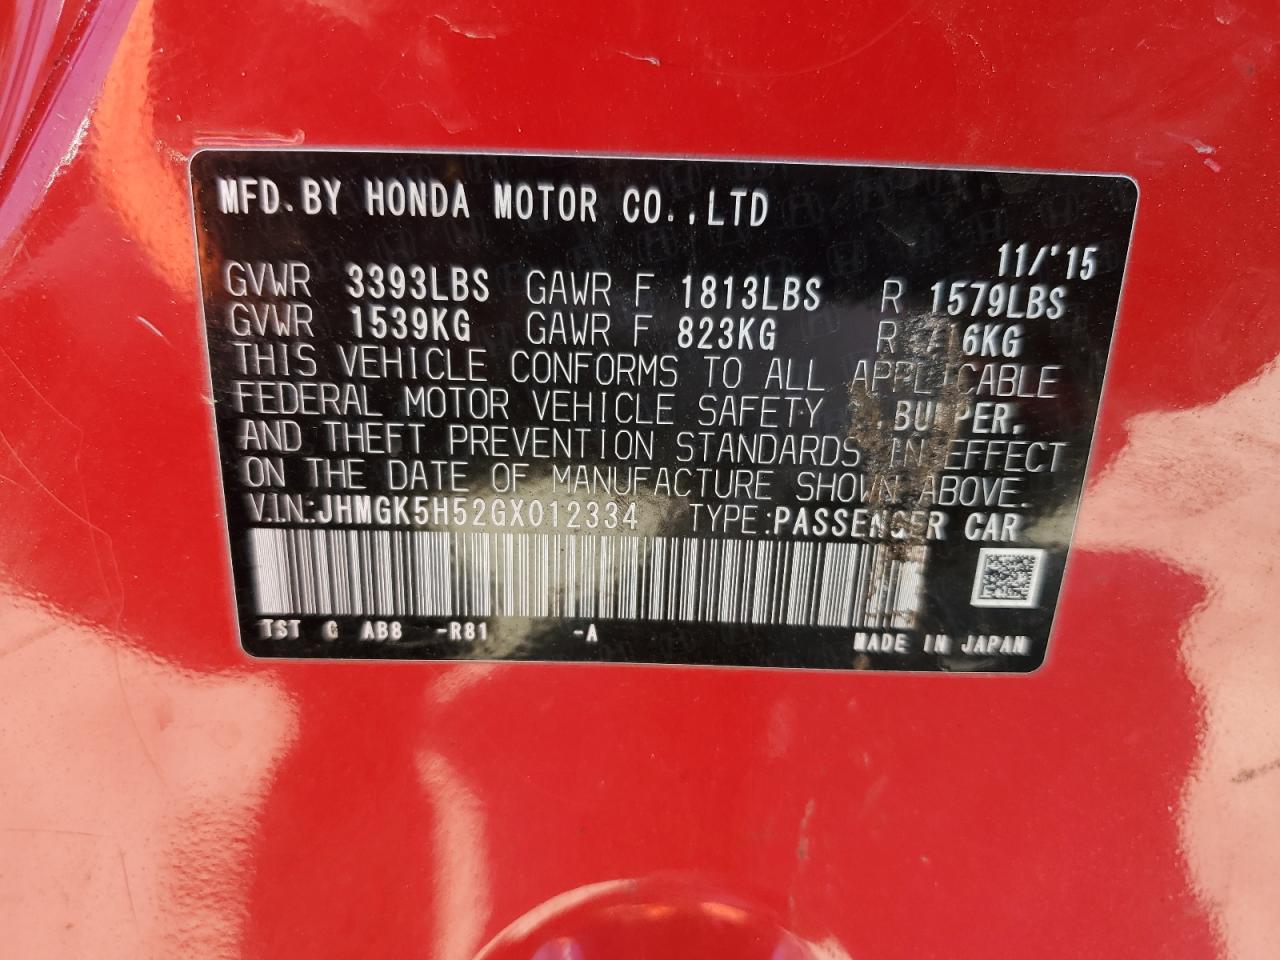 MFD.BY HONDA MOTOR CO.,LTD
11/'15
GVWR 3393LBS GAWR F 1813LBS R 1579LBS
GVWR 1539KG GAWR F 823KG R 716KG
THIS VEHICLE CONFORMS TO ALL APPLICABLE
FEDERAL MOTOR VEHICLE SAFETY , BUMPER,
AND THEFT PREVENTION STANDARDS IN EFFECT
ON THE DATE OF MANUFACTURE SHOWN ABOVE.
V.I.N.:JHMGK5H52GX012334 TYPE:PASSENGER CAR
TST G AB8 -R81 -A
MADE IN JAPAN